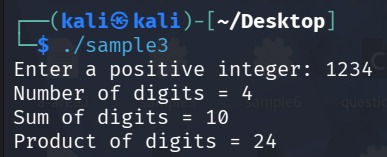 ┌──(kali㉿kali)-[~/Desktop]
└─$ ./sample3
Enter a positive integer: 1234
Number of digits = 4
Sum of digits = 10
Product of digits = 24